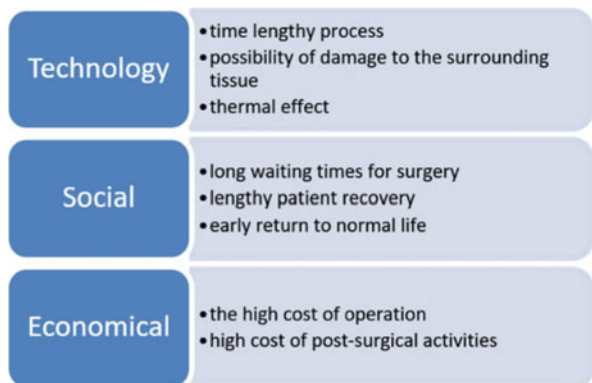 Technology
•time lengthy process
•possibility of damage to the surrounding
tissue
•thermal effect
Social
•long waiting times for surgery
•lengthy patient recovery
•early return to normal life
Economical
•the high cost of operation
•high cost of post-surgical activities